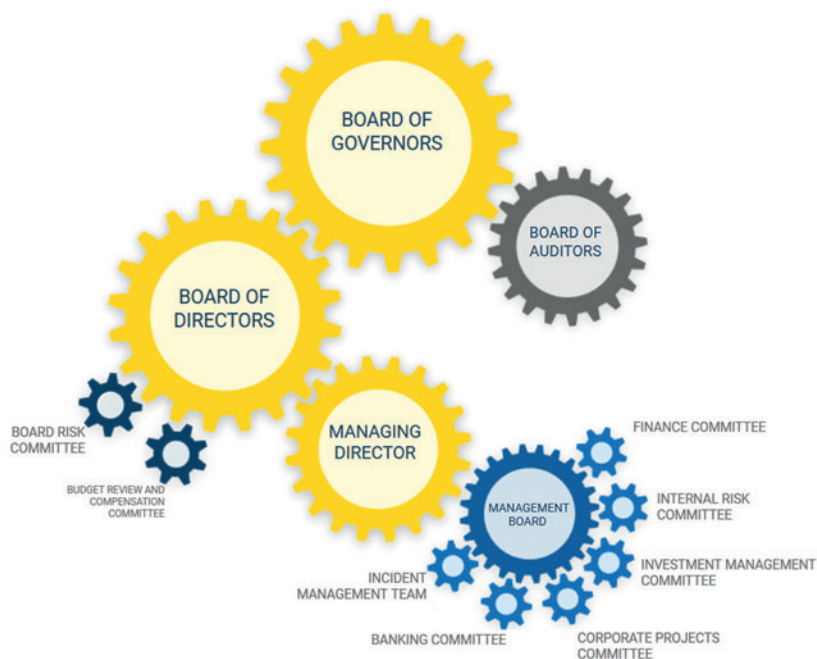 BOARD OF
GOVERNORS
BOARD OF
AUDITORS
BOARD OF
DIRECTORS
BOARD RISK
COMMITTEE
BUDGET REVIEW AND
COMPENSATION
COMMITTEE
MANAGING
DIRECTOR
MANAGEMENT
BOARD
FINANCE COMMITTEE
INTERNAL RISK
COMMITTEE
INVESTMENT MANAGEMENT
COMMITTEE
CORPORATE PROJECTS
COMMITTEE
BANKING COMMITTEE
INCIDENT
MANAGEMENT TEAM